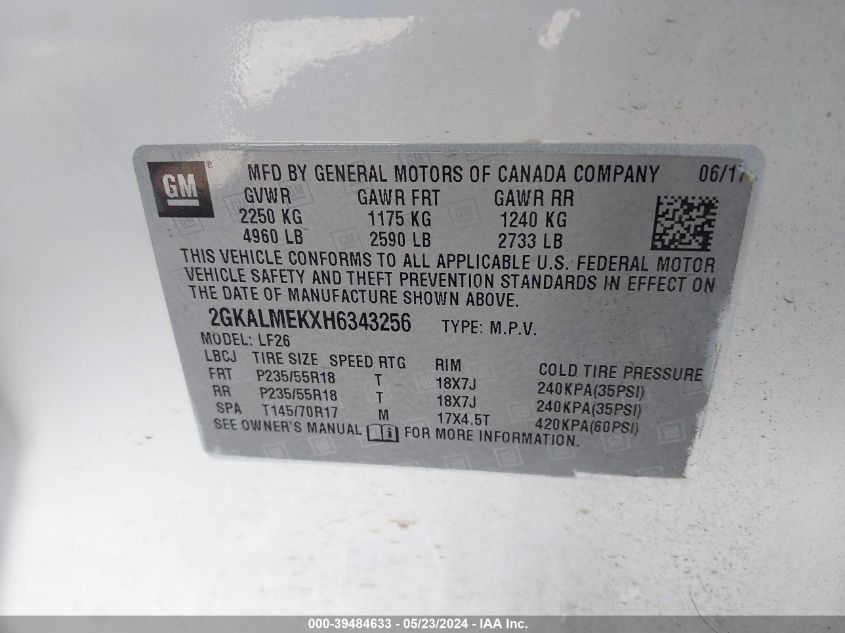 GM ® MFD BY GENERAL MOTORS OF CANADA COMPANY 06/17
GVWR GAWR FRT GAWR RR
2250 KG 1175 KG 1240 KG
4960 LB 2590 LB 2733 LB
THIS VEHICLE CONFORMS TO ALL APPLICABLE U.S. FEDERAL MOTOR
VEHICLE SAFETY AND THEFT PREVENTION STANDARDS IN EFFECT ON
THE DATE OF MANUFACTURE SHOWN ABOVE.
2GKALMEKXH6343256 TYPE: M.P.V.
MODEL: LF26
LBCJ TIRE SIZE SPEED RTG RIM COLD TIRE PRESSURE
FRT P235/55R18 T 18X7J 240KPA(35PSI)
RR P235/55R18 T 18X7J 240KPA(35PSI)
SPA T145/70R17 M 17X4.5T 420KPA(60PSI)
SEE OWNER'S MANUAL i FOR MORE INFORMATION.
000-39484633 / 05/23/2024 - IAA Inc.